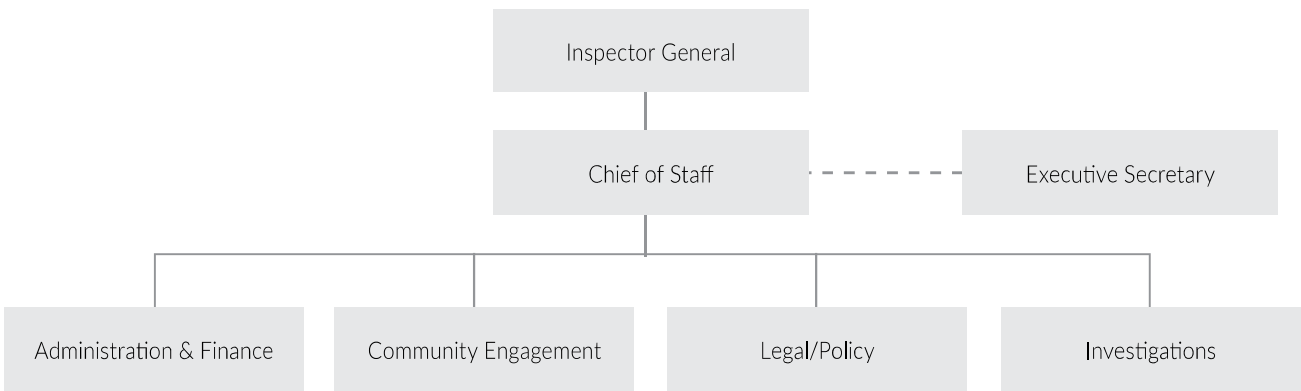 Inspector General
Chief of Staff
Executive Secretary
Administration & Finance
Community Engagement
Legal/Policy
Investigations